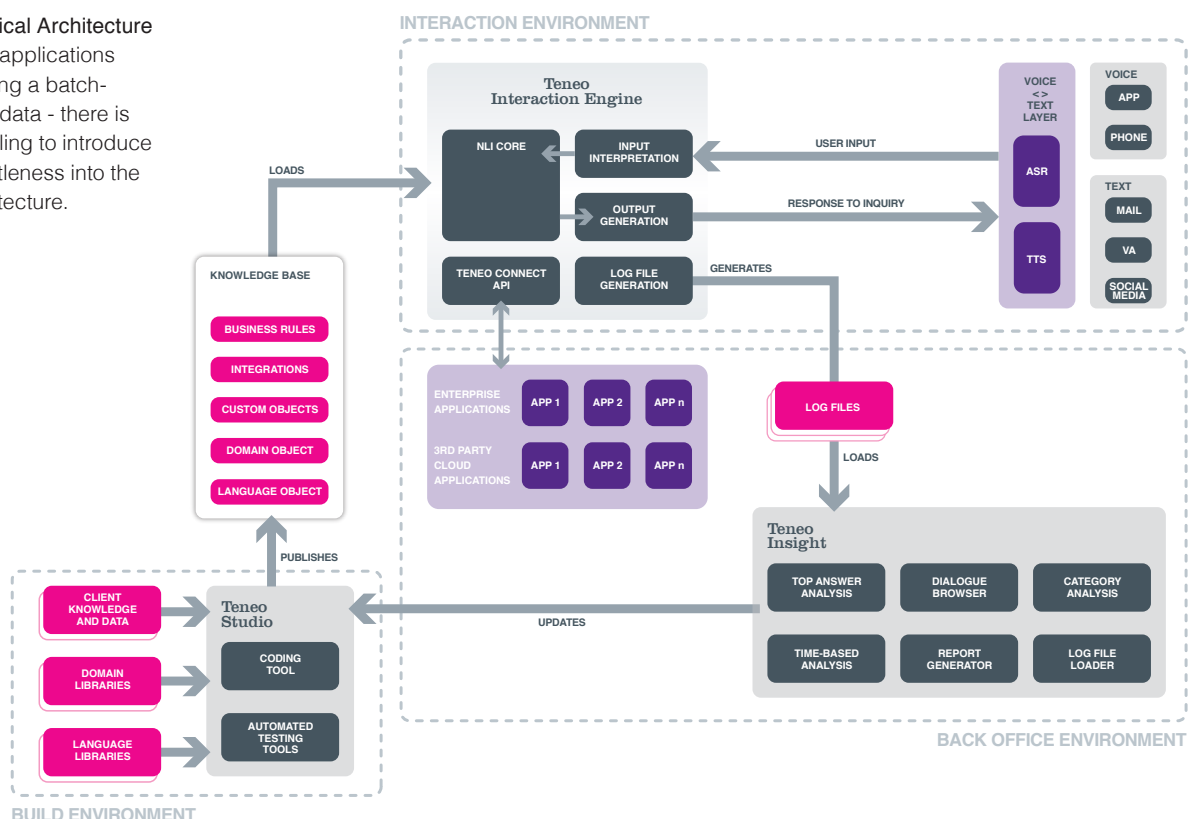 ical Architecture
applications
ng a batch-
data - there is
ling to introduce
tleness into the
tecture.
INTERACTION ENVIRONMENT
Teneo
Interaction Engine
NLI CORE
INPUT
INTERPRETATION
OUTPUT
GENERATION
TENEO CONNECT
API
LOG FILE
GENERATION
LOADS
USER INPUT
RESPONSE TO INQUIRY
GENERATES
VOICE
< >
TEXT
LAYER
ASR
TTS
VOICE
APP
PHONE
TEXT
MAIL
VA
SOCIAL
MEDIA
KNOWLEDGE BASE
BUSINESS RULES
INTEGRATIONS
CUSTOM OBJECTS
DOMAIN OBJECT
LANGUAGE OBJECT
PUBLISHES
ENTERPRISE
APPLICATIONS
APP 1
APP 2
APP n
3RD PARTY
CLOUD
APPLICATIONS
APP 1
APP 2
APP n
LOG FILES
LOADS
Teneo
Insight
TOP ANSWER
ANALYSIS
DIALOGUE
BROWSER
CATEGORY
ANALYSIS
TIME-BASED
ANALYSIS
REPORT
GENERATOR
LOG FILE
LOADER
UPDATES
BACK OFFICE ENVIRONMENT
CLIENT
KNOWLEDGE
AND DATA
DOMAIN
LIBRARIES
LANGUAGE
LIBRARIES
Teneo
Studio
CODING
TOOL
AUTOMATED
TESTING
TOOLS
BUILD ENVIRONMENT